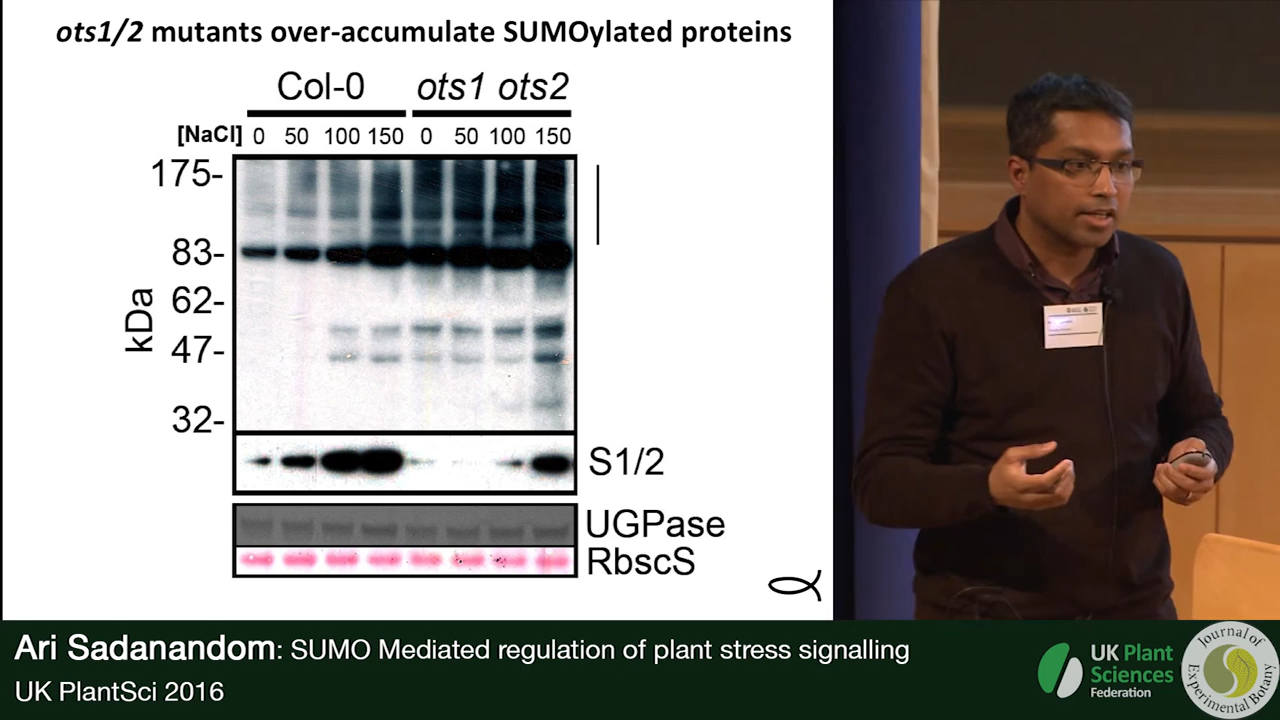 ots1/2 mutants over-accumulate SUMOylated proteins
Col-0 ots1 ots2
[NaCl] 0 50 100 150 0 50 100 150
175-
83-
62-
47-
32-
kDa
S1/2
UGPase
RbscS
Ari Sadanandom: SUMO Mediated regulation of plant stress signalling
UK PlantSci 2016
UK Plant
Sciences
Federation
Journal of
Experimental Botany